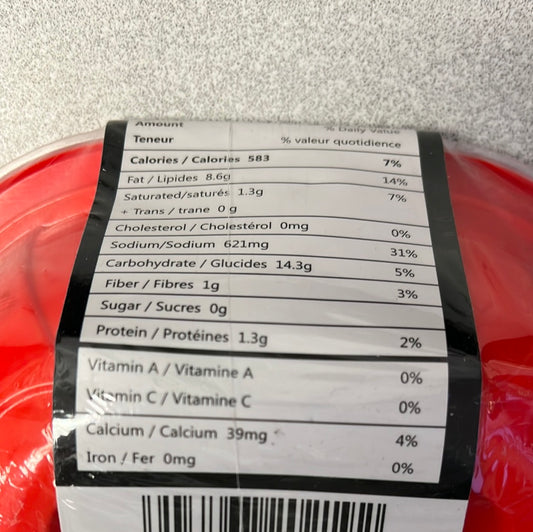 Amount
% Daily Value
Teneur
% valeur quotidience
Calories / Calories 583 7%
Fat / Lipides 8.6g 14%
Saturated/saturés 1.3g 7%
+ Trans / trane 0 g
Cholesterol / Cholestérol 0mg 0%
Sodium/Sodium 621mg 31%
Carbohydrate / Glucides 14.3g 5%
Fiber / Fibres 1g 3%
Sugar / Sucres 0g
Protein / Protéines 1.3g 2%
Vitamin A / Vitamine A 0%
Vitamin C / Vitamine C 0%
Calcium / Calcium 39mg 4%
Iron / Fer 0mg 0%